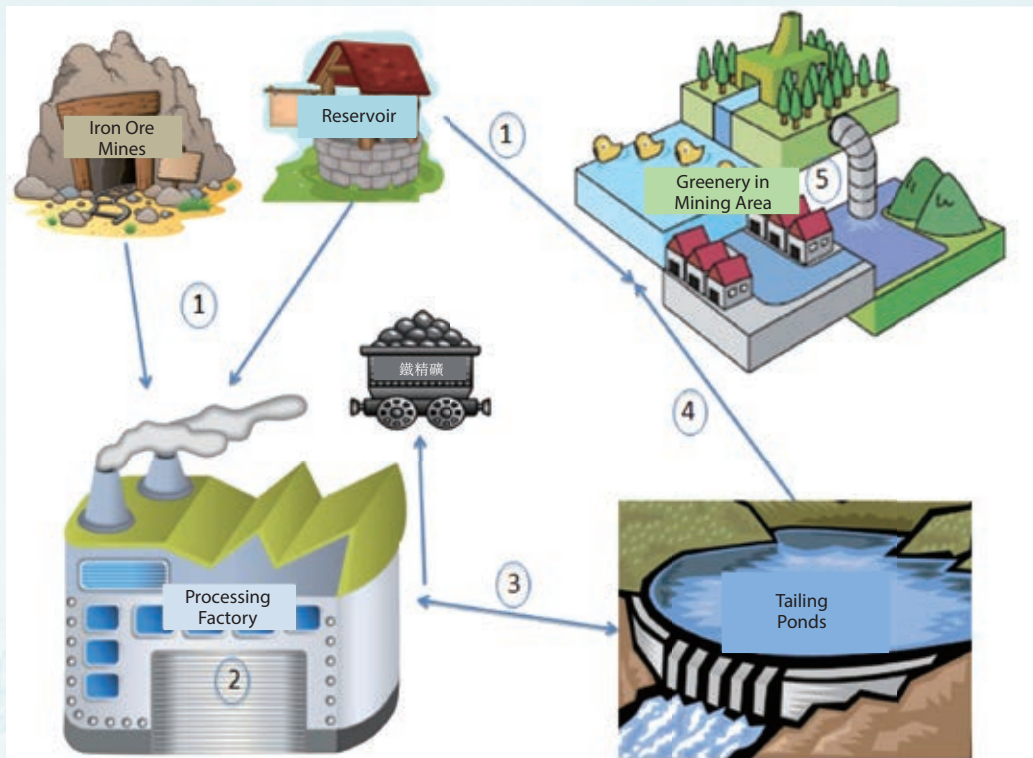 Iron Ore
Mines
Reservoir
1
Greenery in
Mining Area
5
1
鐵精礦
4
Processing
Factory
3
Tailing
Ponds
2